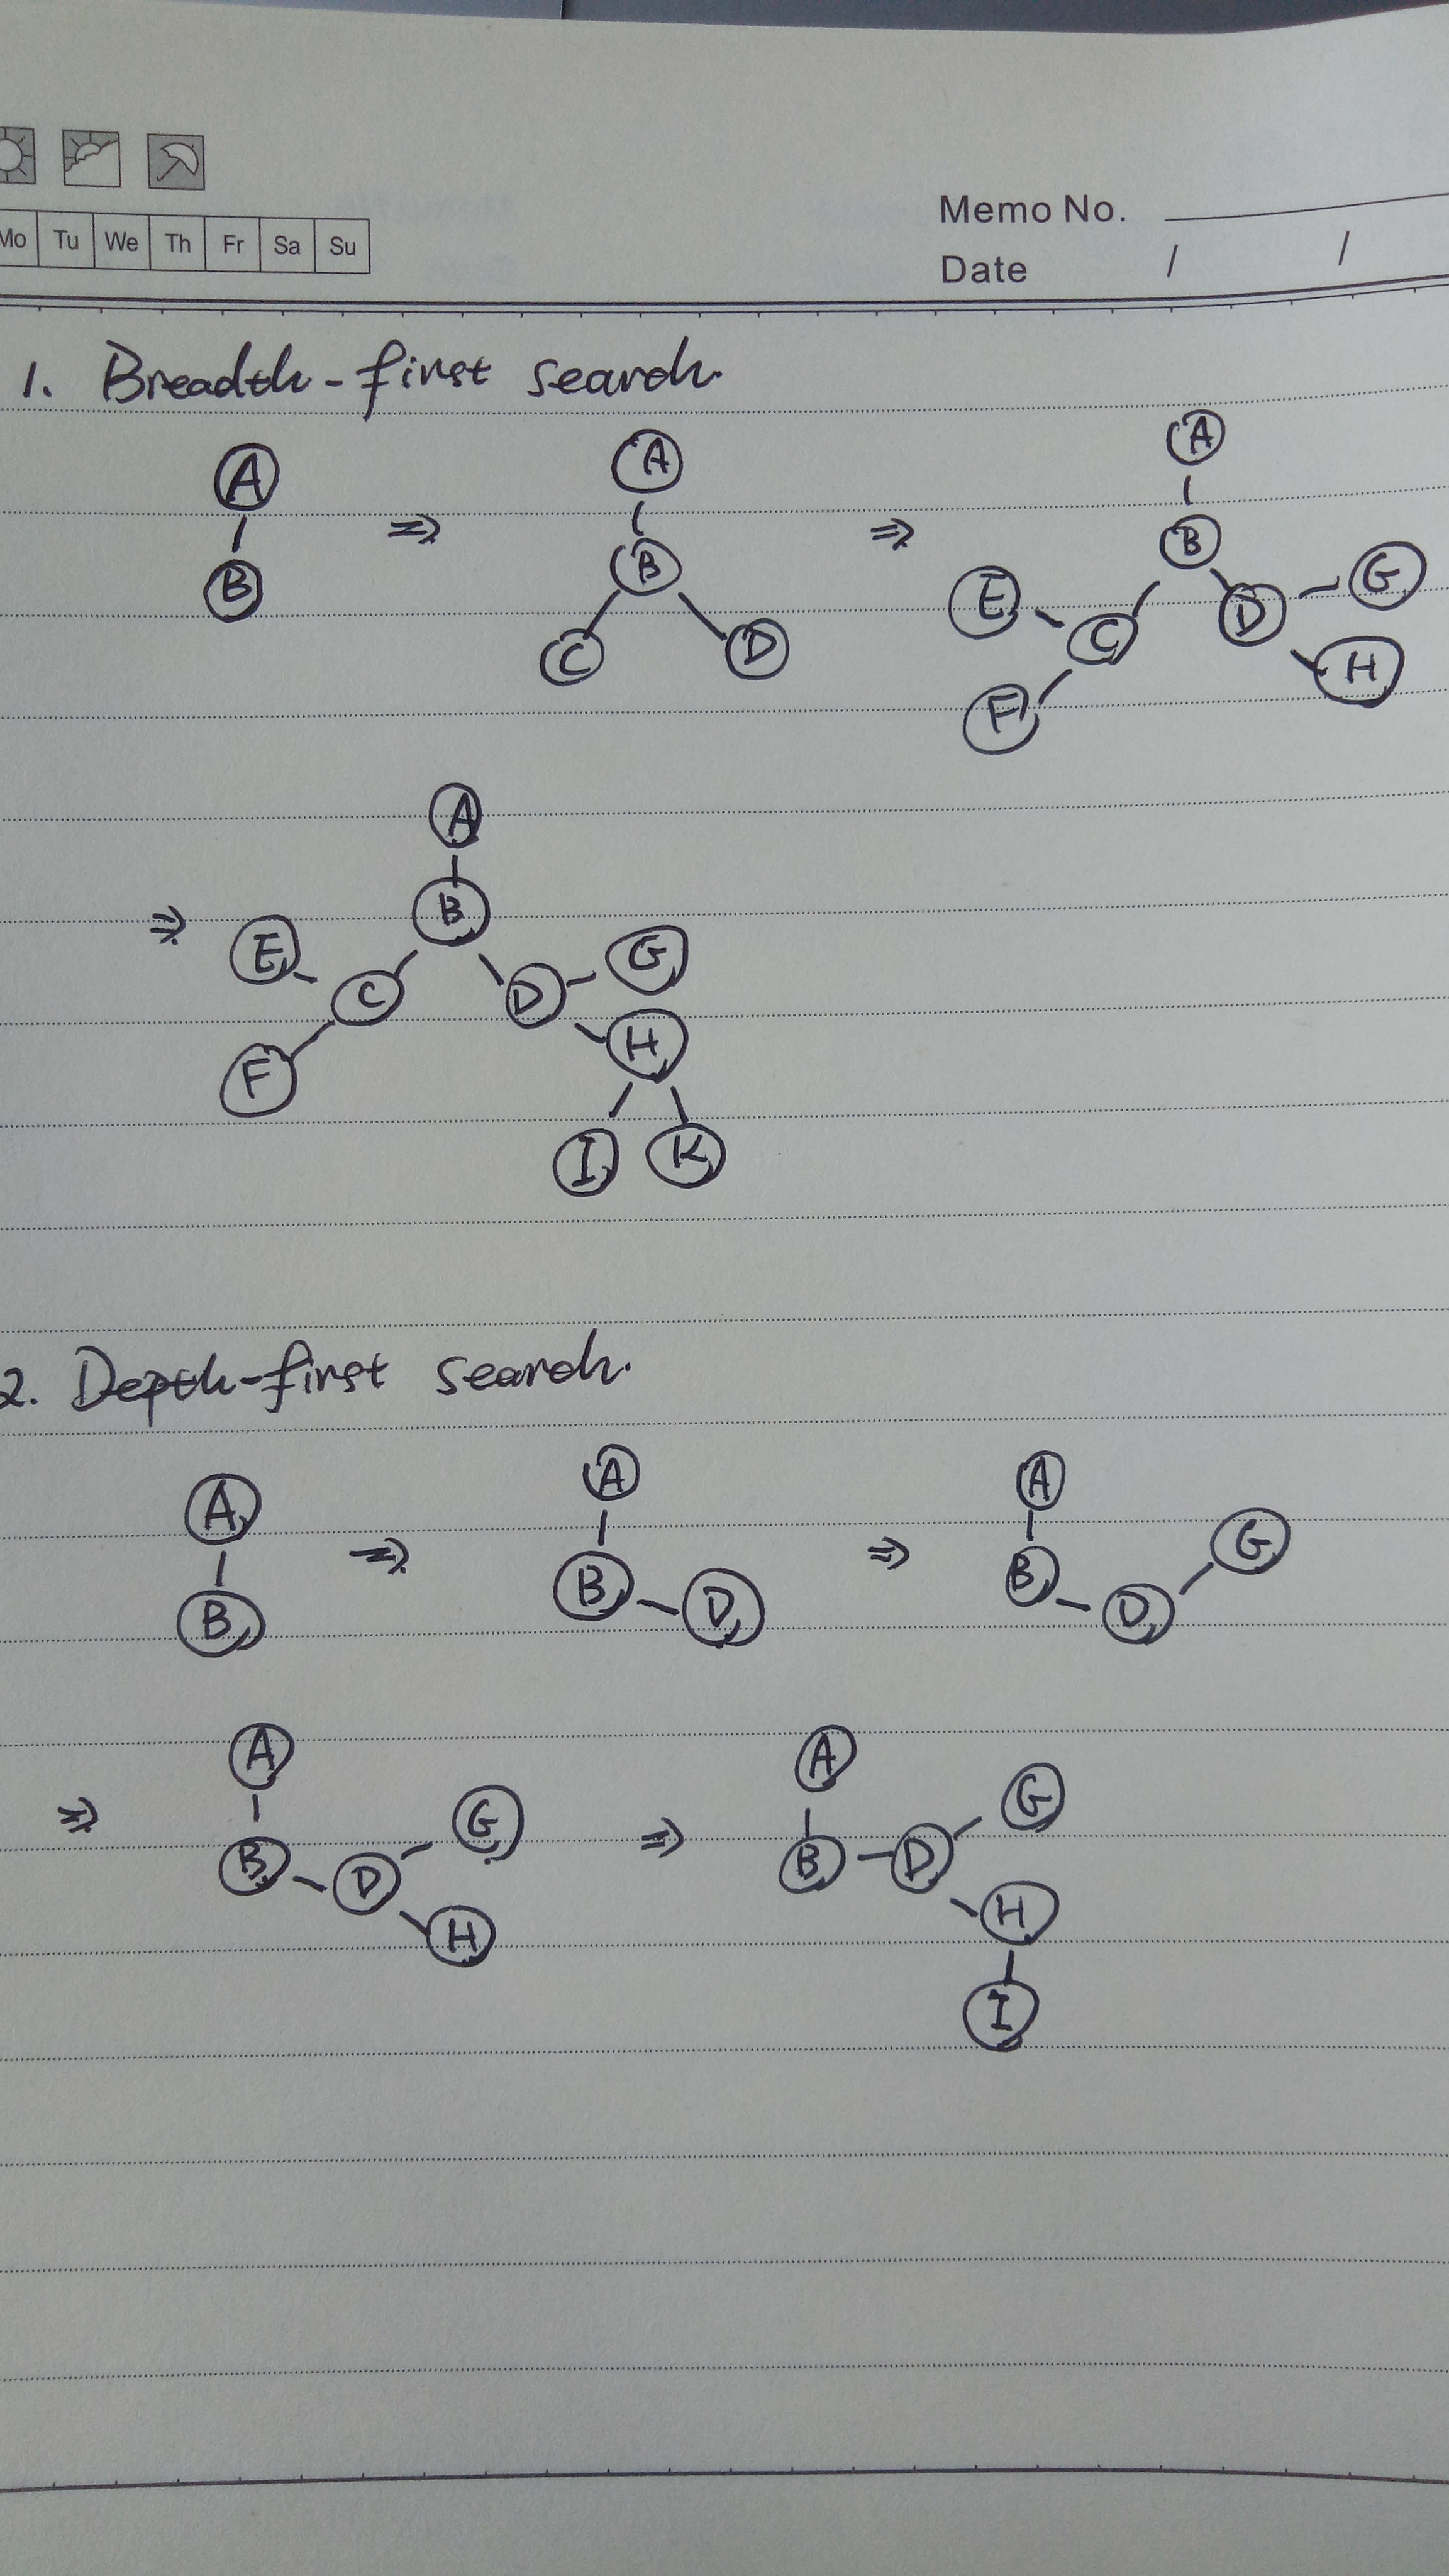 Mo Tu We Th Fr Sa Su
Memo No.
Date / /
1. Breadth-first search.
A
B
⇒
A
B
C D
⇒
A
B
E C D G
F H
⇒
A
B
E C D G
F H
I K
2. Depth-first search.
A
B
⇒
A
B D
⇒
A
B D G
⇒
A
B D G
H
⇒
A
B D G
H
I